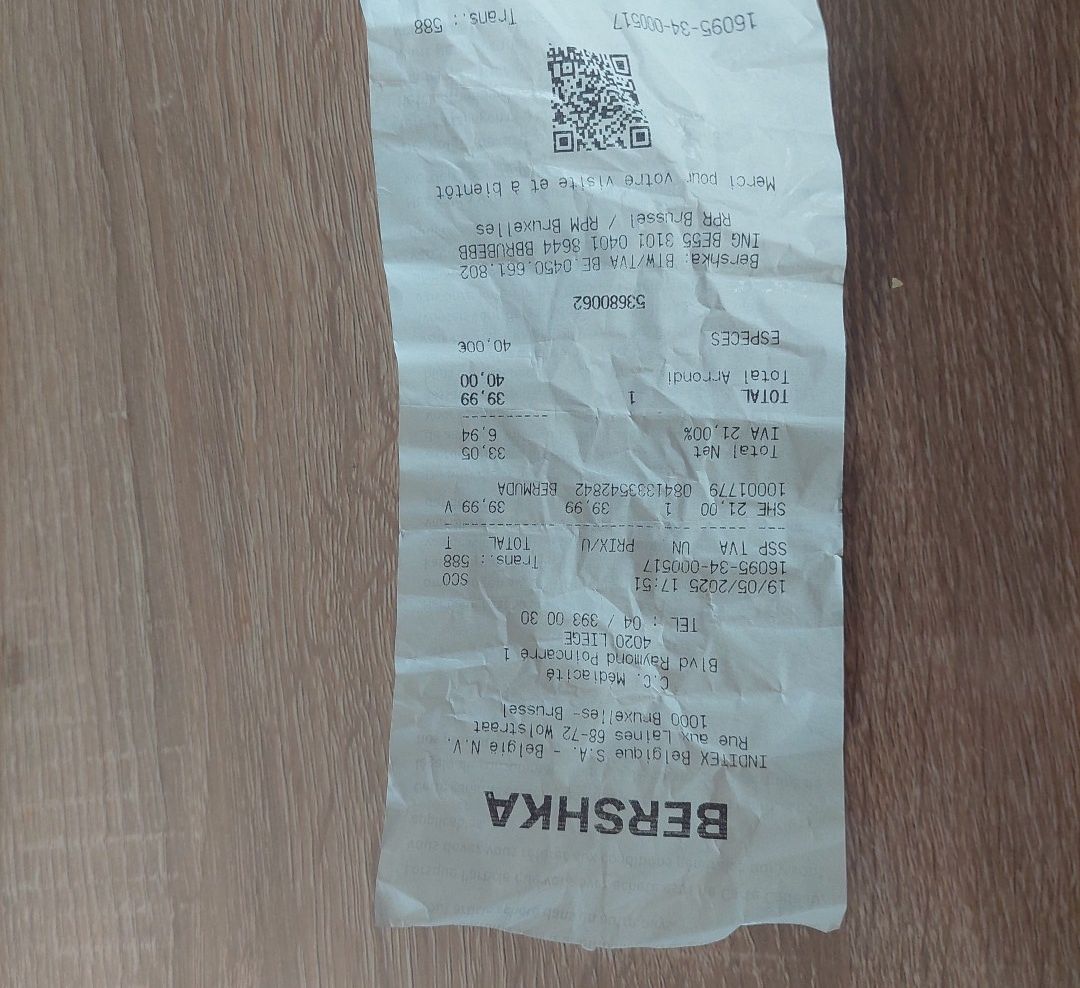 BERSHKA
INDITEX Belgique S.A. - België N.V.
Rue aux Laines 68-72 Wolstraat
1000 Bruxelles- Brussel
C.C. Médiacité
Blvd Raymond Poincarré 1
4020 LIEGE
TEL : 04 / 393 00 30
19/05/2025 17:51 SCO
16095-34-000517 Trans.: 588
SSP TVA UN PRIX/U TOTAL T
SHE 21,00 1 39,99 39,99 V
10001779 0841333542842 BERMUDA
Total Net 33,05
IVA 21,00% 6,94
TOTAL 1 39,99
Total Arrondi 40,00
ESPECES 40,00€
53680062
Bershka: BTW/TVA BE.0450.661.802
ING BE55 3101 0401 8644 BBRUBEBB
RPR Brussel / RPM Bruxelles
Merci pour votre visite et à bientôt
16095-34-000517 Trans.: 588